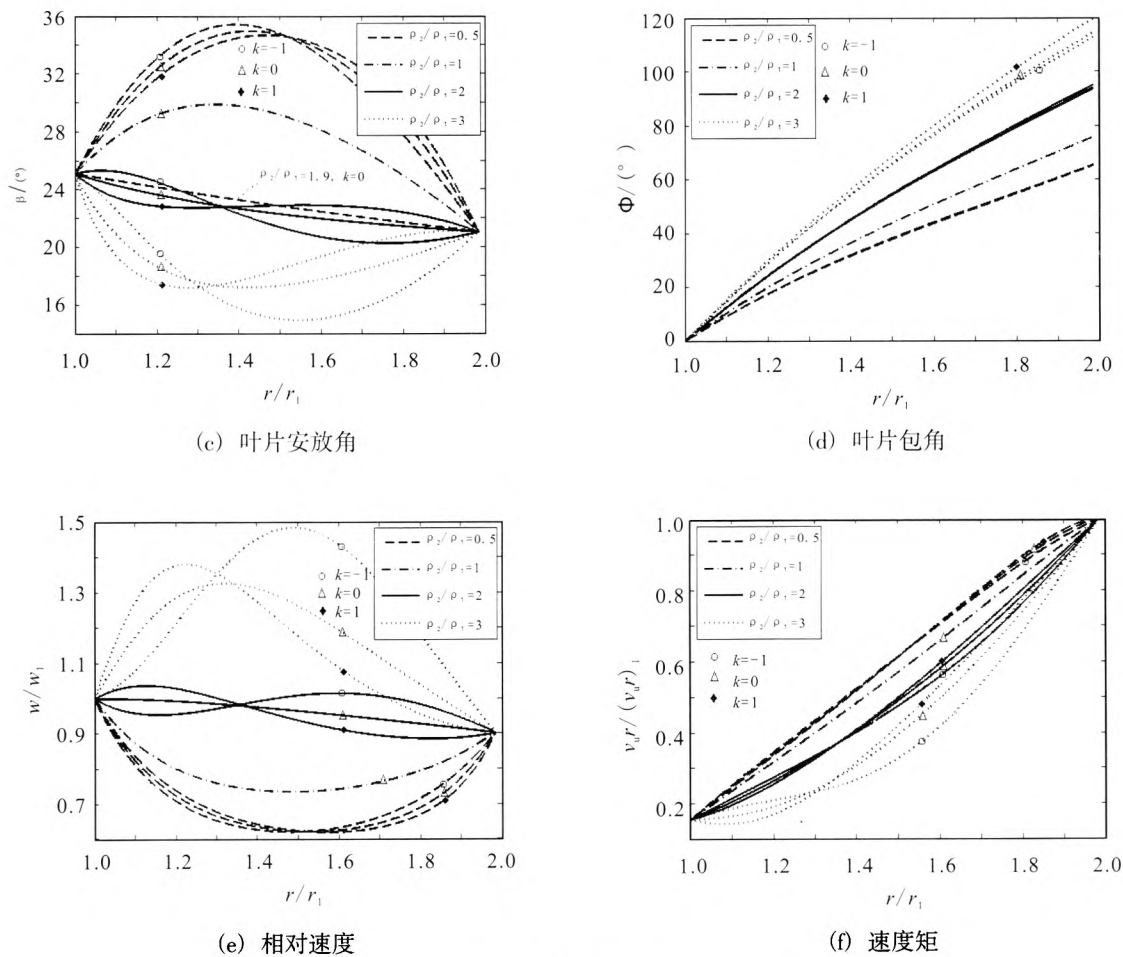 36
32
28
24
20
16
β/(°)
1.0 1.2 1.4 1.6 1.8 2.0
r/r₁
k=-1
k=0
k=1
ρ₂/ρ₁=0.5
ρ₂/ρ₁=1
ρ₂/ρ₁=2
ρ₂/ρ₁=3
ρ₂/ρ₁=1.9, k=0
(c) 叶片安放角
120
100
80
60
40
20
0
Φ/(°)
1.0 1.2 1.4 1.6 1.8 2.0
r/r₁
ρ₂/ρ₁=0.5
ρ₂/ρ₁=1
ρ₂/ρ₁=2
ρ₂/ρ₁=3
k=-1
k=0
k=1
(d) 叶片包角
1.5
1.3
1.1
0.9
0.7
w/w₁
1.0 1.2 1.4 1.6 1.8 2.0
r/r₁
k=-1
k=0
k=1
ρ₂/ρ₁=0.5
ρ₂/ρ₁=1
ρ₂/ρ₁=2
ρ₂/ρ₁=3
(e) 相对速度
1.0
0.8
0.6
0.4
0.2
vᵤr/(vᵤr)₁
1.0 1.2 1.4 1.6 1.8 2.0
r/r₁
ρ₂/ρ₁=0.5
ρ₂/ρ₁=1
ρ₂/ρ₁=2
ρ₂/ρ₁=3
k=-1
k=0
k=1
(f) 速度矩